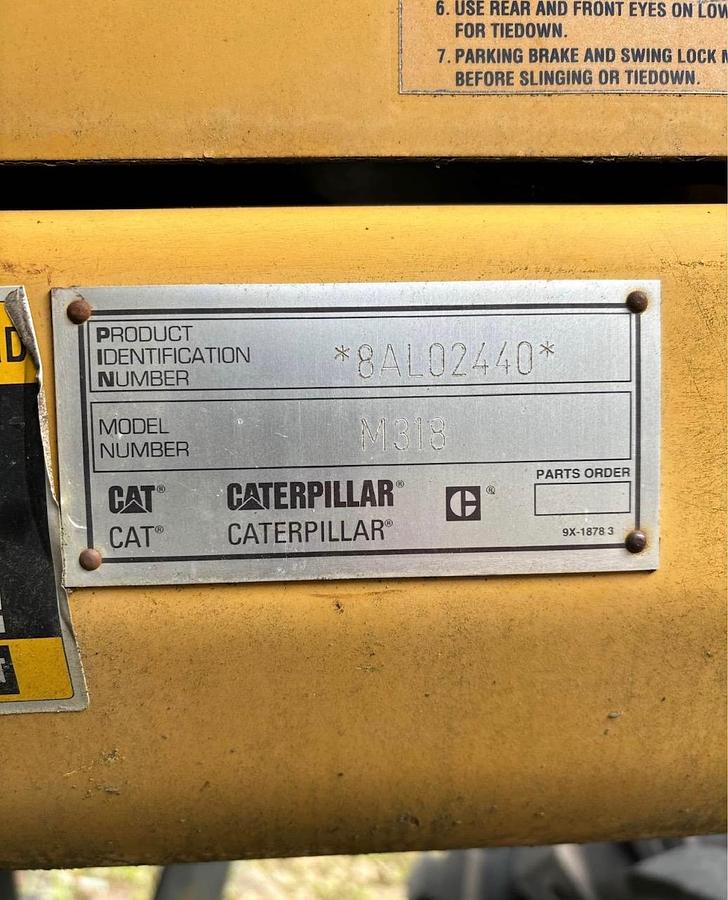 6. USE REAR AND FRONT EYES ON LOW
FOR TIEDOWN.
7. PARKING BRAKE AND SWING LOCK M
BEFORE SLINGING OR TIEDOWN.
D
PRODUCT
IDENTIFICATION
NUMBER
*8AL02440*
MODEL
NUMBER
M318
PARTS ORDER
CAT® CATERPILLAR® C®
CAT® CATERPILLAR®
9X-1878 3